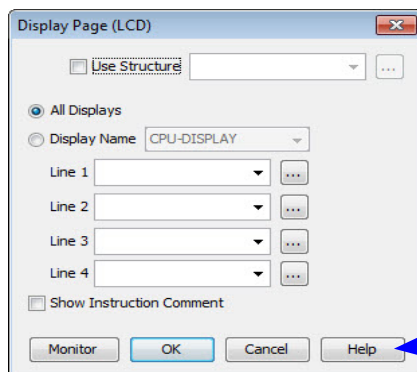 Display Page (LCD)
Use Structure ...
All Displays
Display Name CPU-DISPLAY
Line 1 ...
Line 2 ...
Line 3 ...
Line 4 ...
Show Instruction Comment
Monitor OK Cancel Help